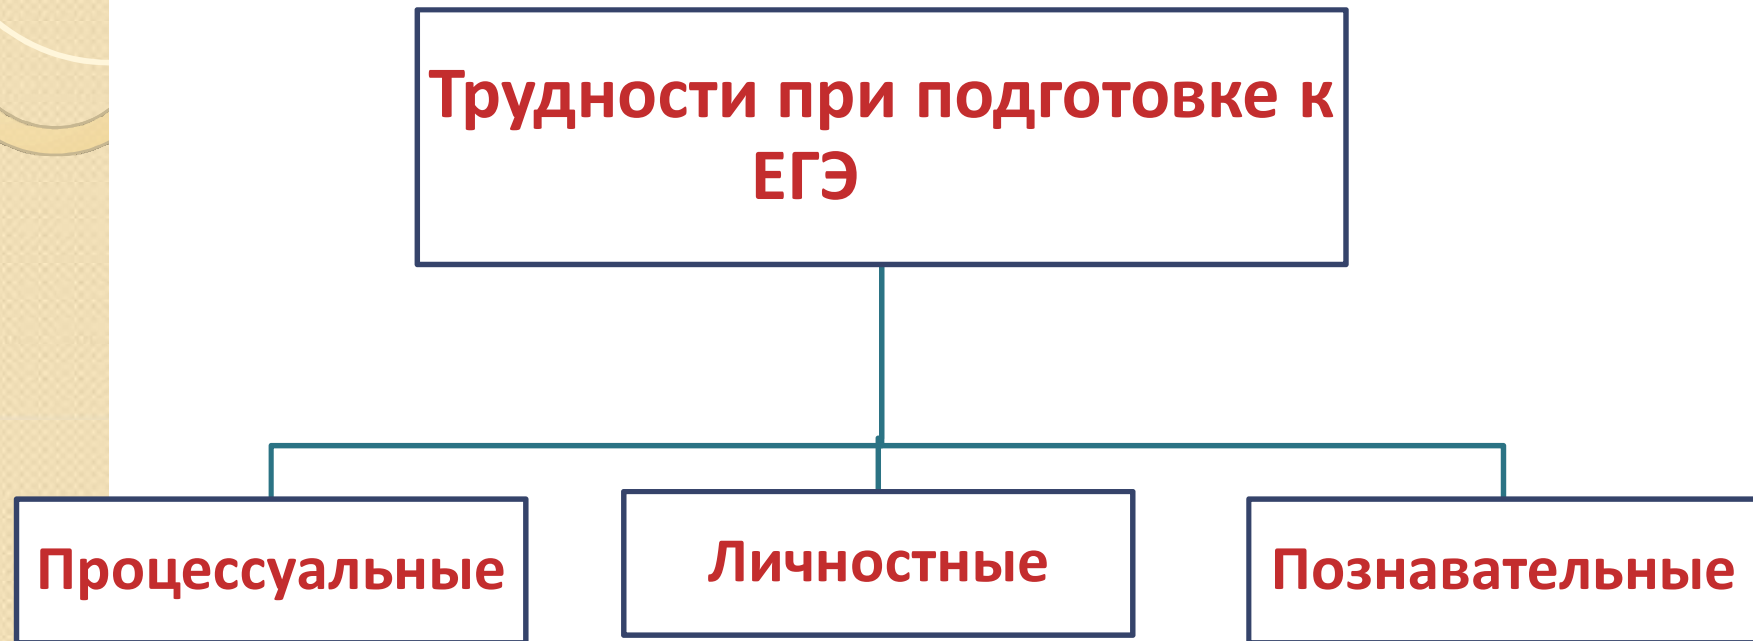 Трудности при подготовке к
ЕГЭ
Процессуальные
Личностные
Познавательные